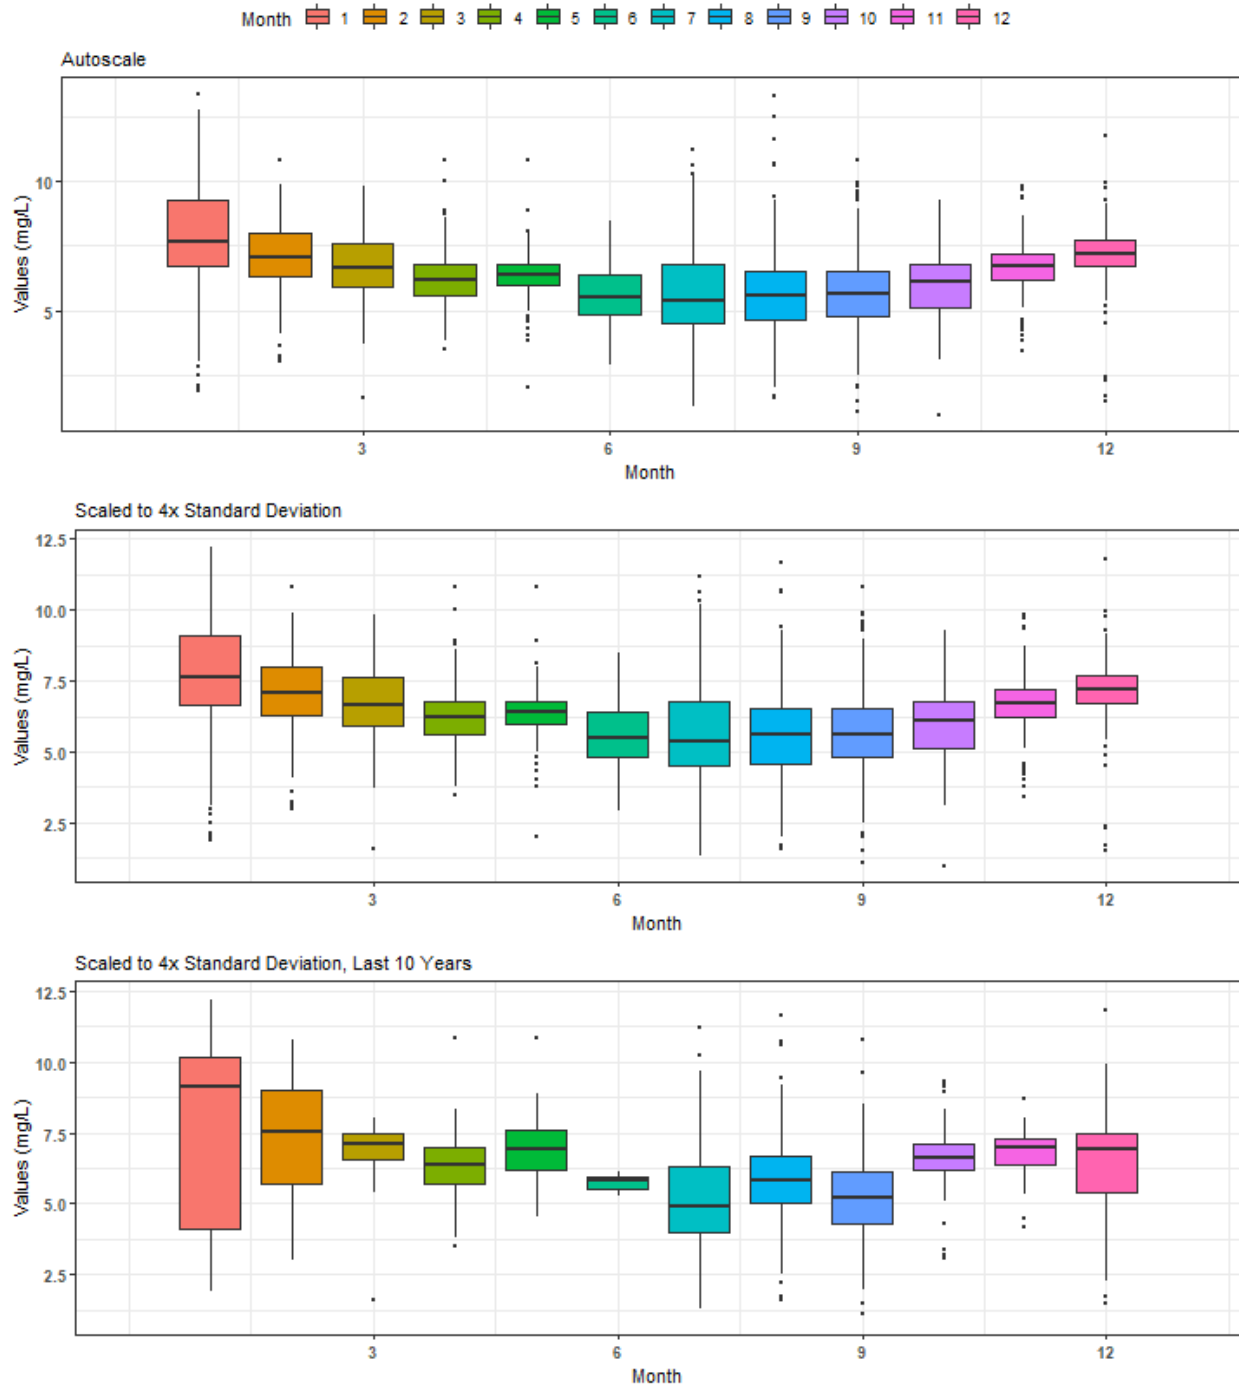 Month 1 2 3 4 5 6 7 8 9 10 11 12
Autoscale
Values (mg/L)
10
5
3 6 9 12
Month
Scaled to 4x Standard Deviation
Values (mg/L)
12.5
10.0
7.5
5.0
2.5
3 6 9 12
Month
Scaled to 4x Standard Deviation, Last 10 Years
Values (mg/L)
12.5
10.0
7.5
5.0
2.5
3 6 9 12
Month